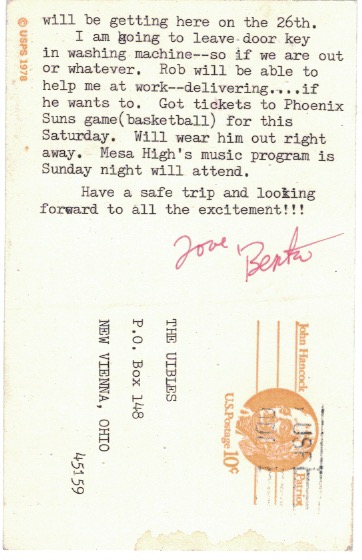 © USPS 1978
will be getting here on the 26th.
I am going to leave door key
in washing machine--so if we are out
or whatever. Rob will be able to
help me at work--delivering....if
he wants to. Got tickets to Phoenix
Suns game(basketball) for this
Saturday. Will wear him out right
away. Mesa High's music program is
Sunday night will attend.
Have a safe trip and looking
forward to all the excitement!!!
Love
THE UIBLES
P.O. Box 148
NEW VIENNA, OHIO
45159
John Hancock
Patriot
U.S. Postage 10¢